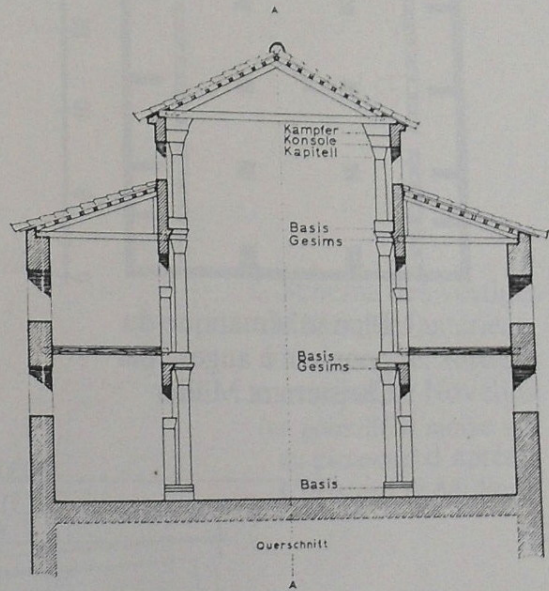 A
Kämpfer
Konsole
Kapitell
Basis
Gesims
Basis
Gesims
Basis
Querschnitt
A